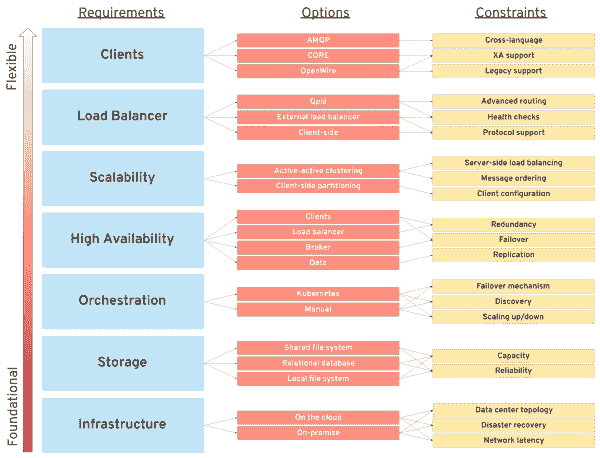 Requirements
Options
Constraints
Flexible
Foundational
Clients
AMQP
CORE
OpenWire
Cross-language
XA support
Legacy support
Load Balancer
Qpid
External load balancer
Client-side
Advanced routing
Health checks
Protocol support
Scalability
Active-active clustering
Client-side partitioning
Server-side load balancing
Message ordering
Client configuration
High Availability
Clients
Load balancer
Broker
Data
Redundancy
Failover
Replication
Orchestration
Kubernetes
Manual
Failover mechanism
Discovery
Scaling up/down
Storage
Shared file system
Relational database
Local file system
Capacity
Reliability
Infrastructure
On the cloud
On-premise
Data center topology
Disaster recovery
Network latency